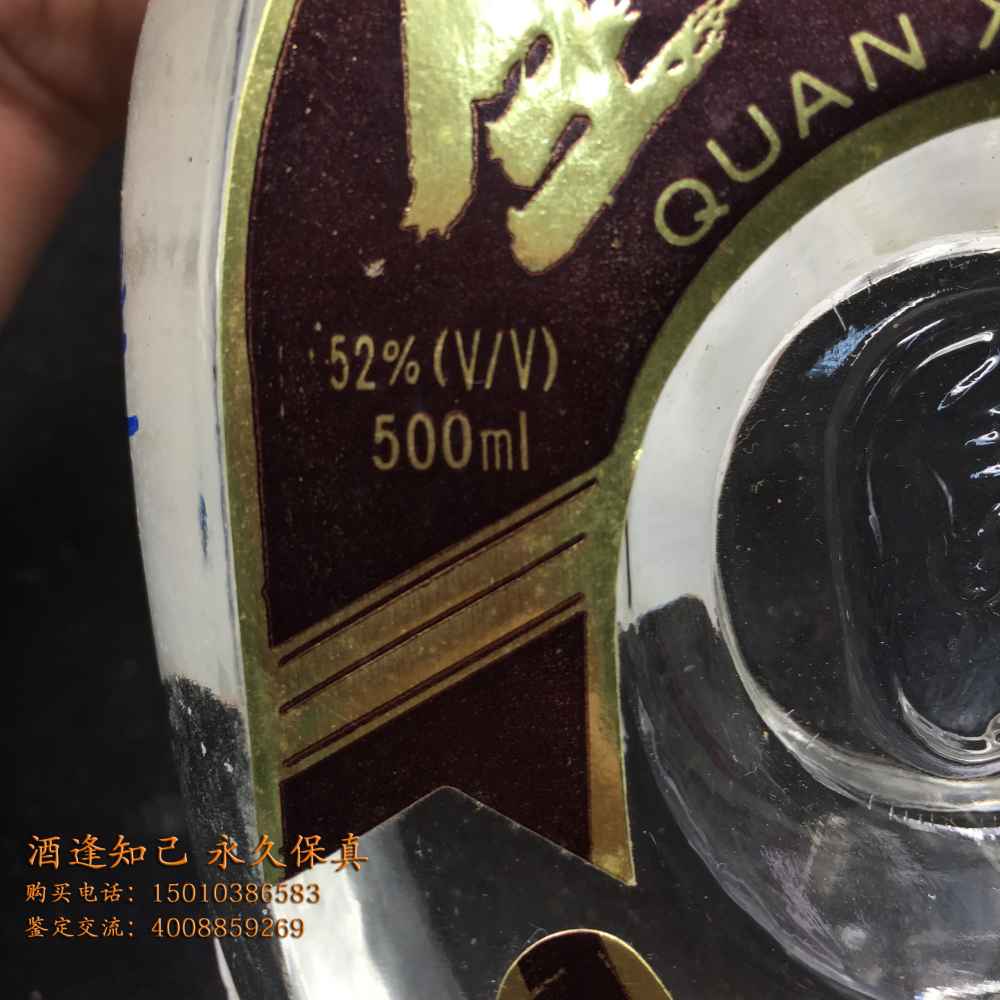 QUAN X
52%(V/V)
500ml
酒逢知己 永久保真
购买电话：15010386583
鉴定交流：4008859269